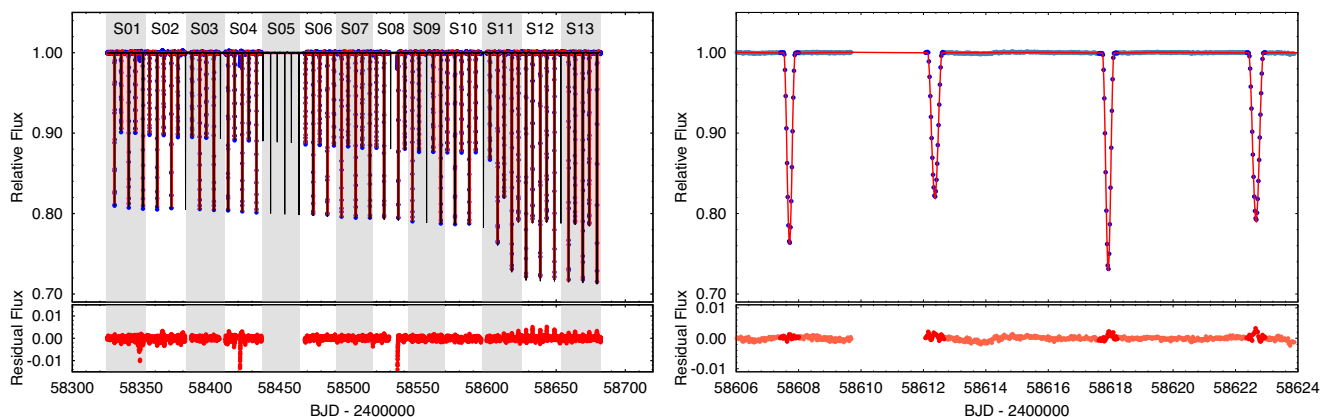 S01 S02 S03 S04 S05 S06 S07 S08 S09 S10 S11 S12 S13
1.00
0.90
0.80
0.70
Relative Flux
0.01
0.00
-0.01
Residual Flux
58300 58350 58400 58450 58500 58550 58600 58650 58700
BJD - 2400000
1.00
0.90
0.80
0.70
Relative Flux
0.01
0.00
-0.01
Residual Flux
58606 58608 58610 58612 58614 58616 58618 58620 58622 58624
BJD - 2400000